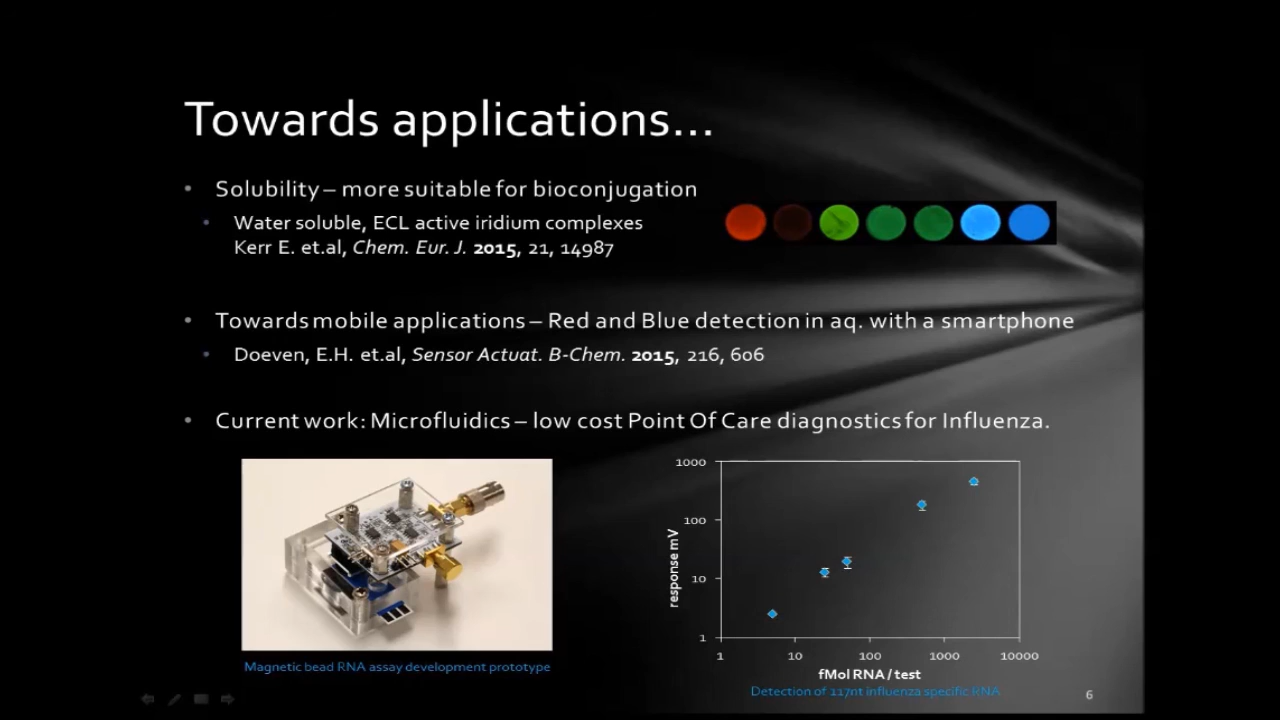 Towards applications...
• Solubility – more suitable for bioconjugation
• Water soluble, ECL active iridium complexes
Kerr E. et.al, Chem. Eur. J. 2015, 21, 14987
• Towards mobile applications – Red and Blue detection in aq. with a smartphone
• Doeven, E.H. et.al, Sensor Actuat. B-Chem. 2015, 216, 606
• Current work: Microfluidics – low cost Point Of Care diagnostics for Influenza.
Magnetic bead RNA assay development prototype
response mV
1000
100
10
1
1 10 100 1000 10000
fMol RNA / test
Detection of 117nt influenza specific RNA
6